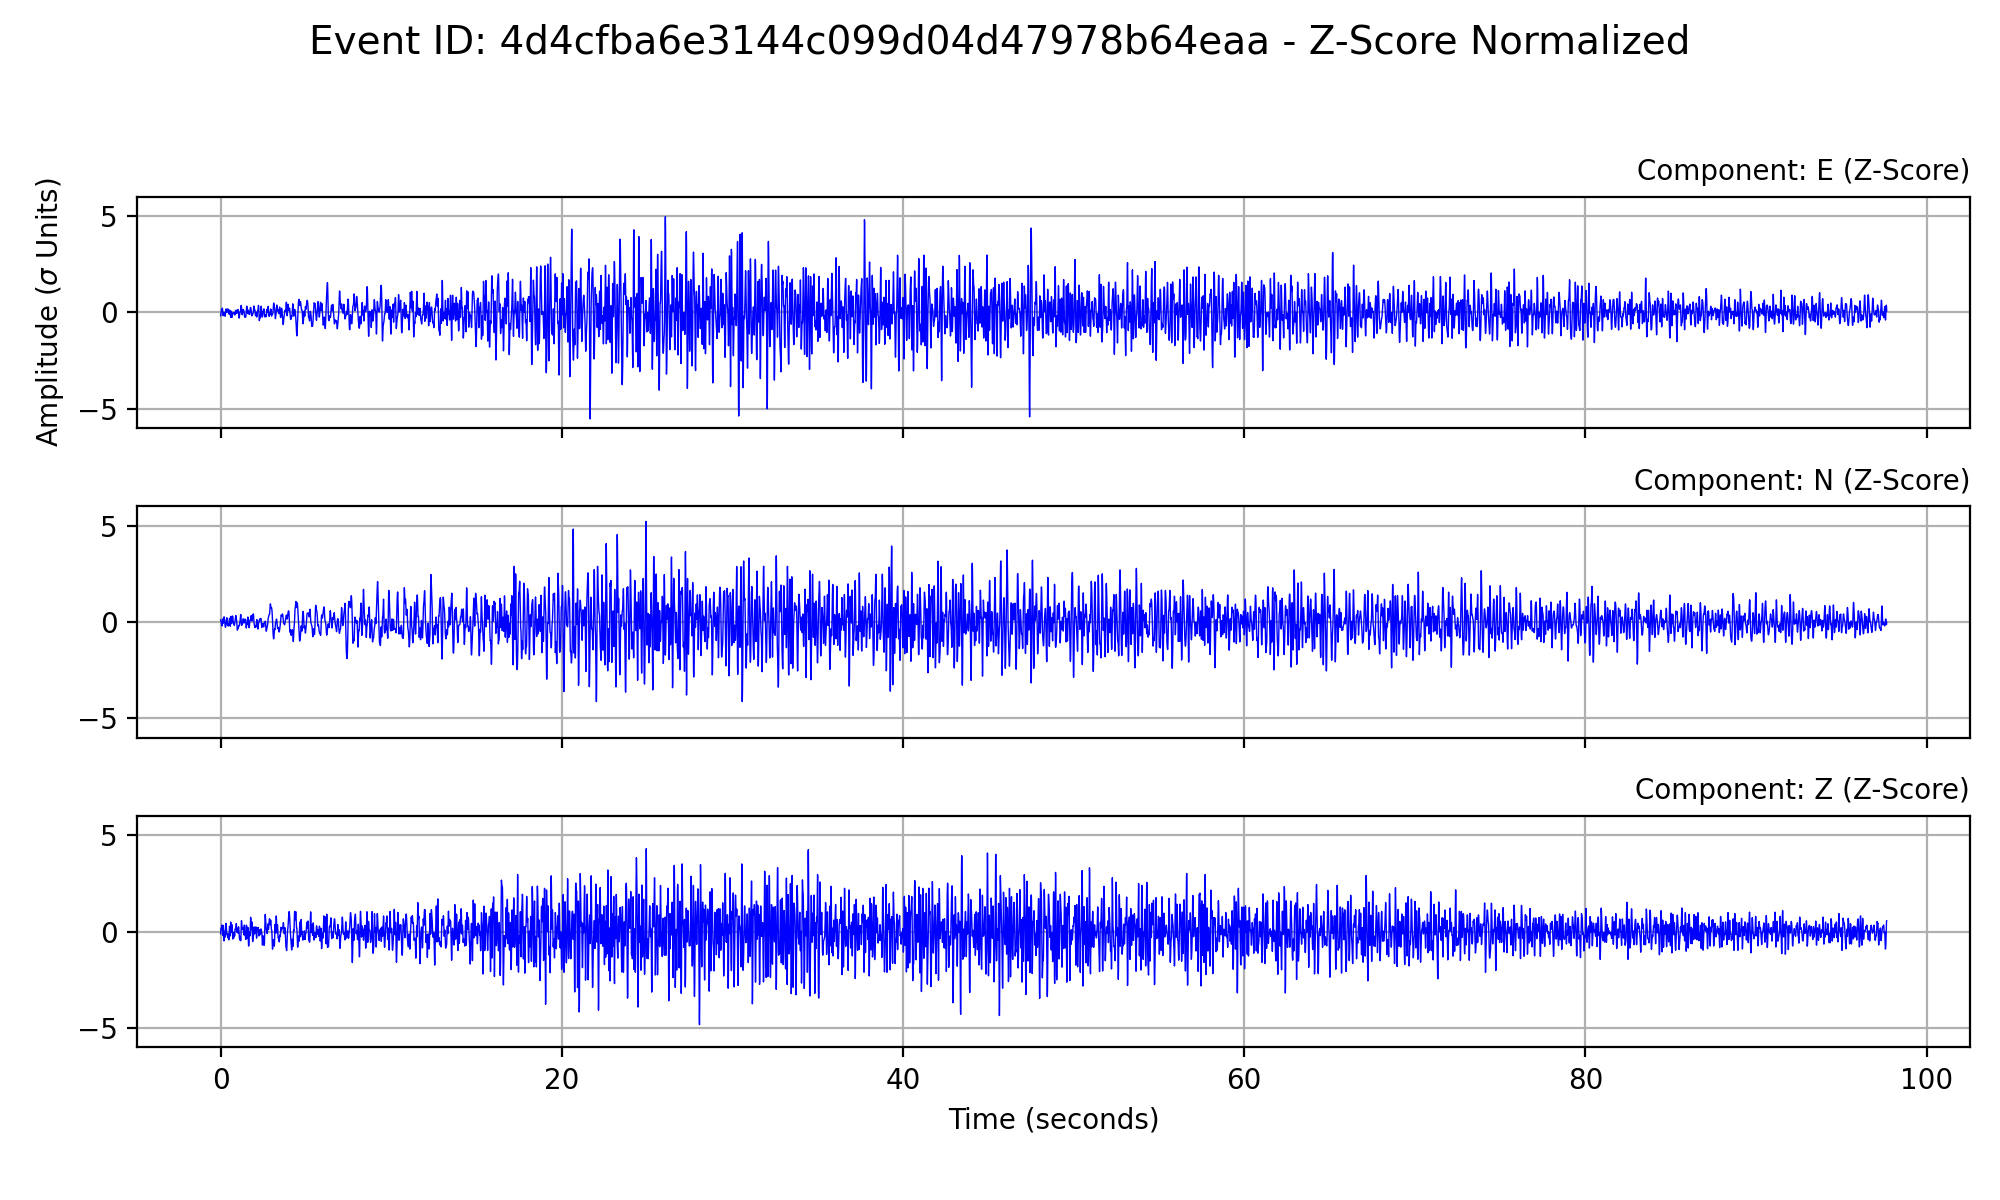 Event ID: 4d4cfba6e3144c099d04d47978b64eaa - Z-Score Normalized
Component: E (Z-Score)
Amplitude (σ Units)
5
0
−5
Component: N (Z-Score)
5
0
−5
Component: Z (Z-Score)
5
0
−5
0 20 40 60 80 100
Time (seconds)